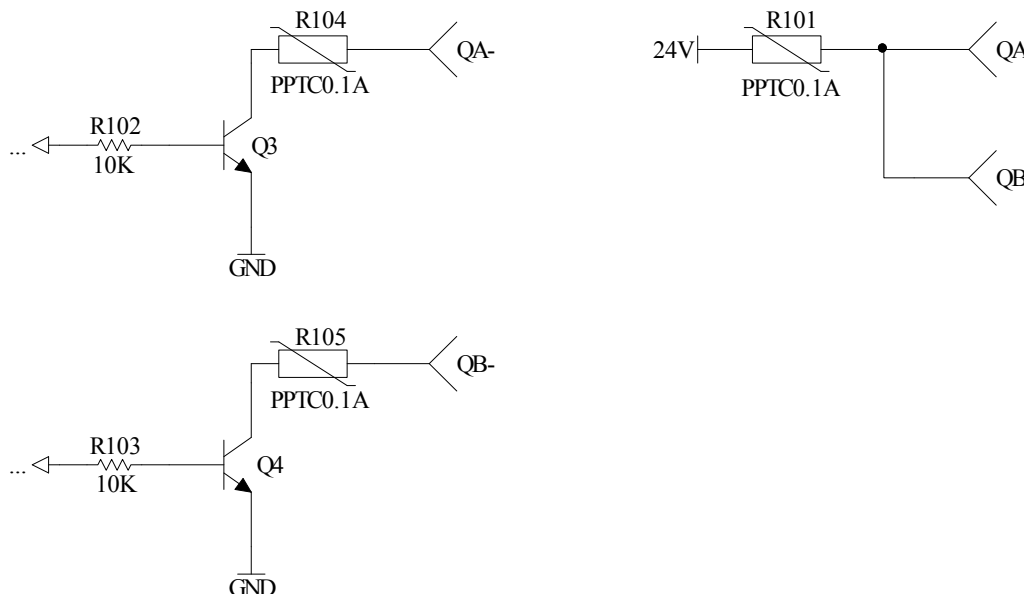 R104
QA-
PPTC0.1A
R102
...
10K
Q3
GND
R101
24V
QA
PPTC0.1A
QB
R105
QB-
PPTC0.1A
R103
...
10K
Q4
GND